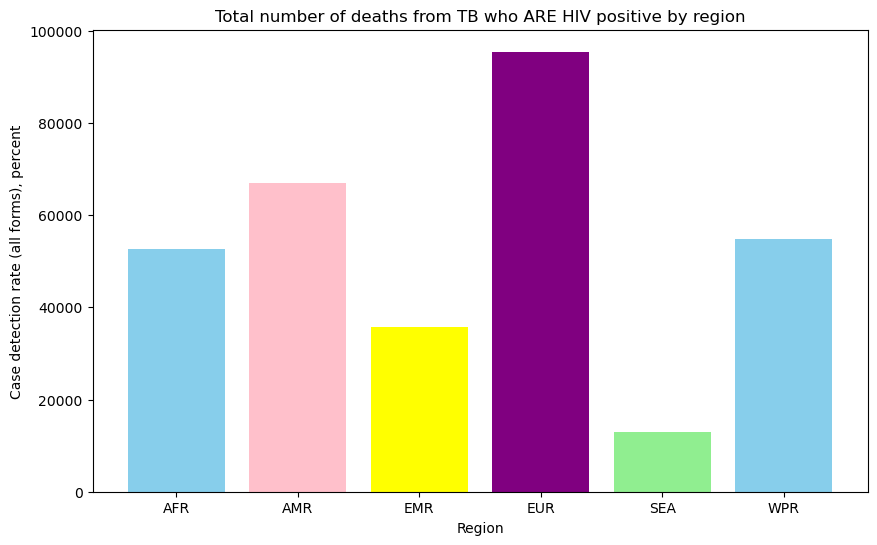 Total number of deaths from TB who ARE HIV positive by region
Case detection rate (all forms), percent
100000
80000
60000
40000
20000
0
AFR AMR EMR EUR SEA WPR
Region